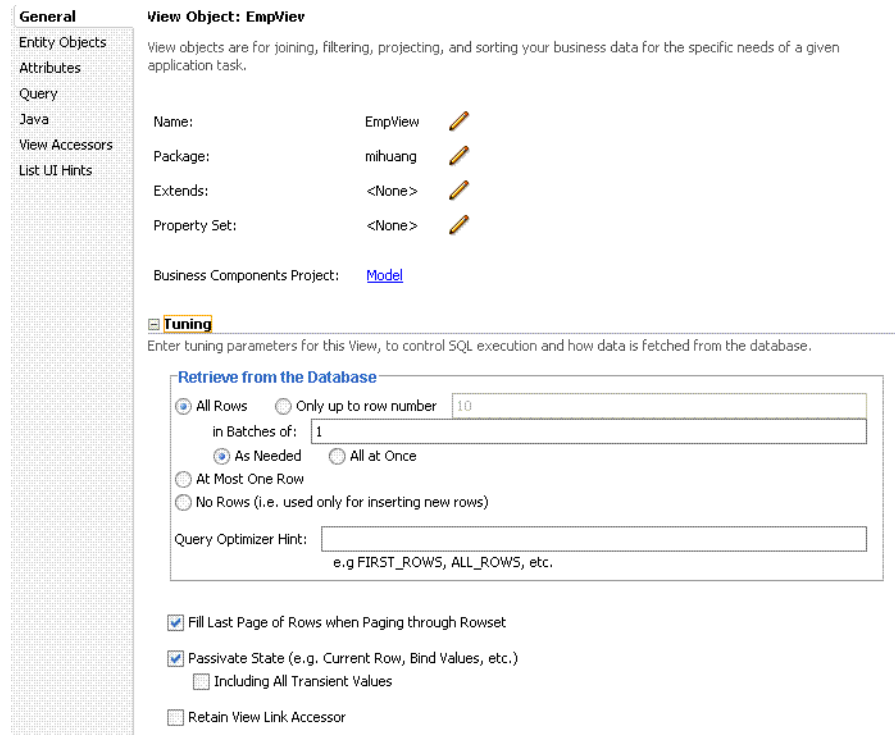 General
Entity Objects
Attributes
Query
Java
View Accessors
List UI Hints
View Object: EmpViev
View objects are for joining, filtering, projecting, and sorting your business data for the specific needs of a given
application task.
Name: EmpView
Package: mihuang
Extends: <None>
Property Set: <None>
Business Components Project: Model
Tuning
Enter tuning parameters for this View, to control SQL execution and how data is fetched from the database.
Retrieve from the Database
All Rows Only up to row number 10
in Batches of: 1
As Needed All at Once
At Most One Row
No Rows (i.e. used only for inserting new rows)
Query Optimizer Hint:
e.g FIRST_ROWS, ALL_ROWS, etc.
Fill Last Page of Rows when Paging through Rowset
Passivate State (e.g. Current Row, Bind Values, etc.)
Including All Transient Values
Retain View Link Accessor